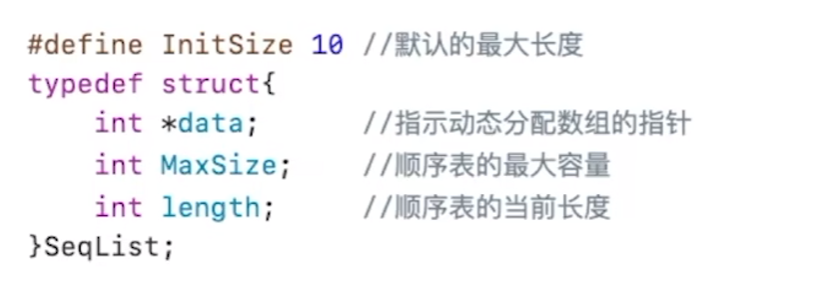 #define InitSize 10 //默认的最大长度
typedef struct{
    int *data;      //指示动态分配数组的指针
    int MaxSize;    //顺序表的最大容量
    int length;     //顺序表的当前长度
}SeqList;